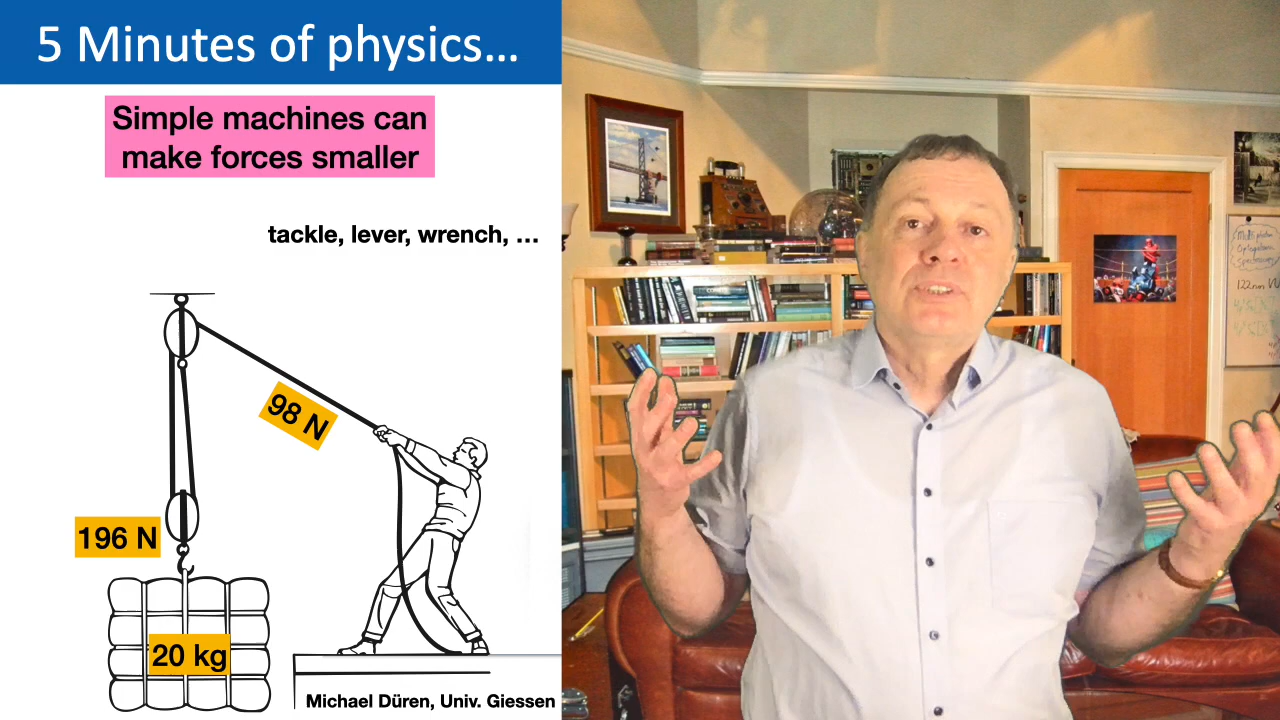 5 Minutes of physics...
Simple machines can
make forces smaller
tackle, lever, wrench, ...
98 N
196 N
20 kg
Michael Düren, Univ. Giessen
122nm